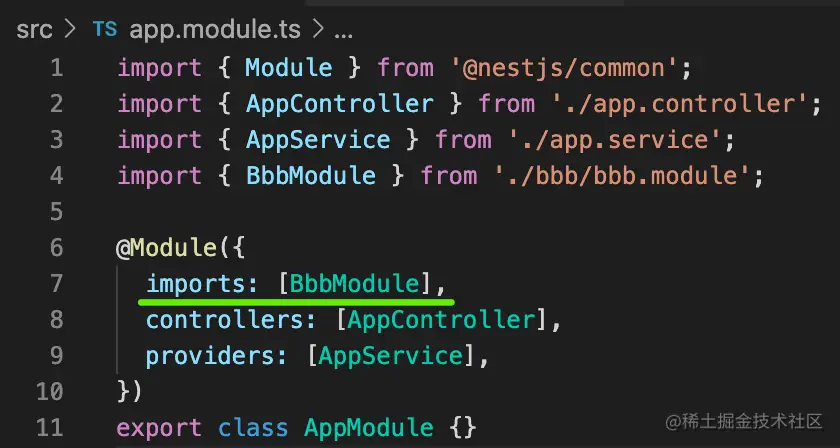 src > TS app.module.ts > ...
1 import { Module } from '@nestjs/common';
2 import { AppController } from './app.controller';
3 import { AppService } from './app.service';
4 import { BbbModule } from './bbb/bbb.module';
5
6 @Module({
7   imports: [BbbModule],
8   controllers: [AppController],
9   providers: [AppService],
10 })
11 export class AppModule {}
@稀土掘金技术社区